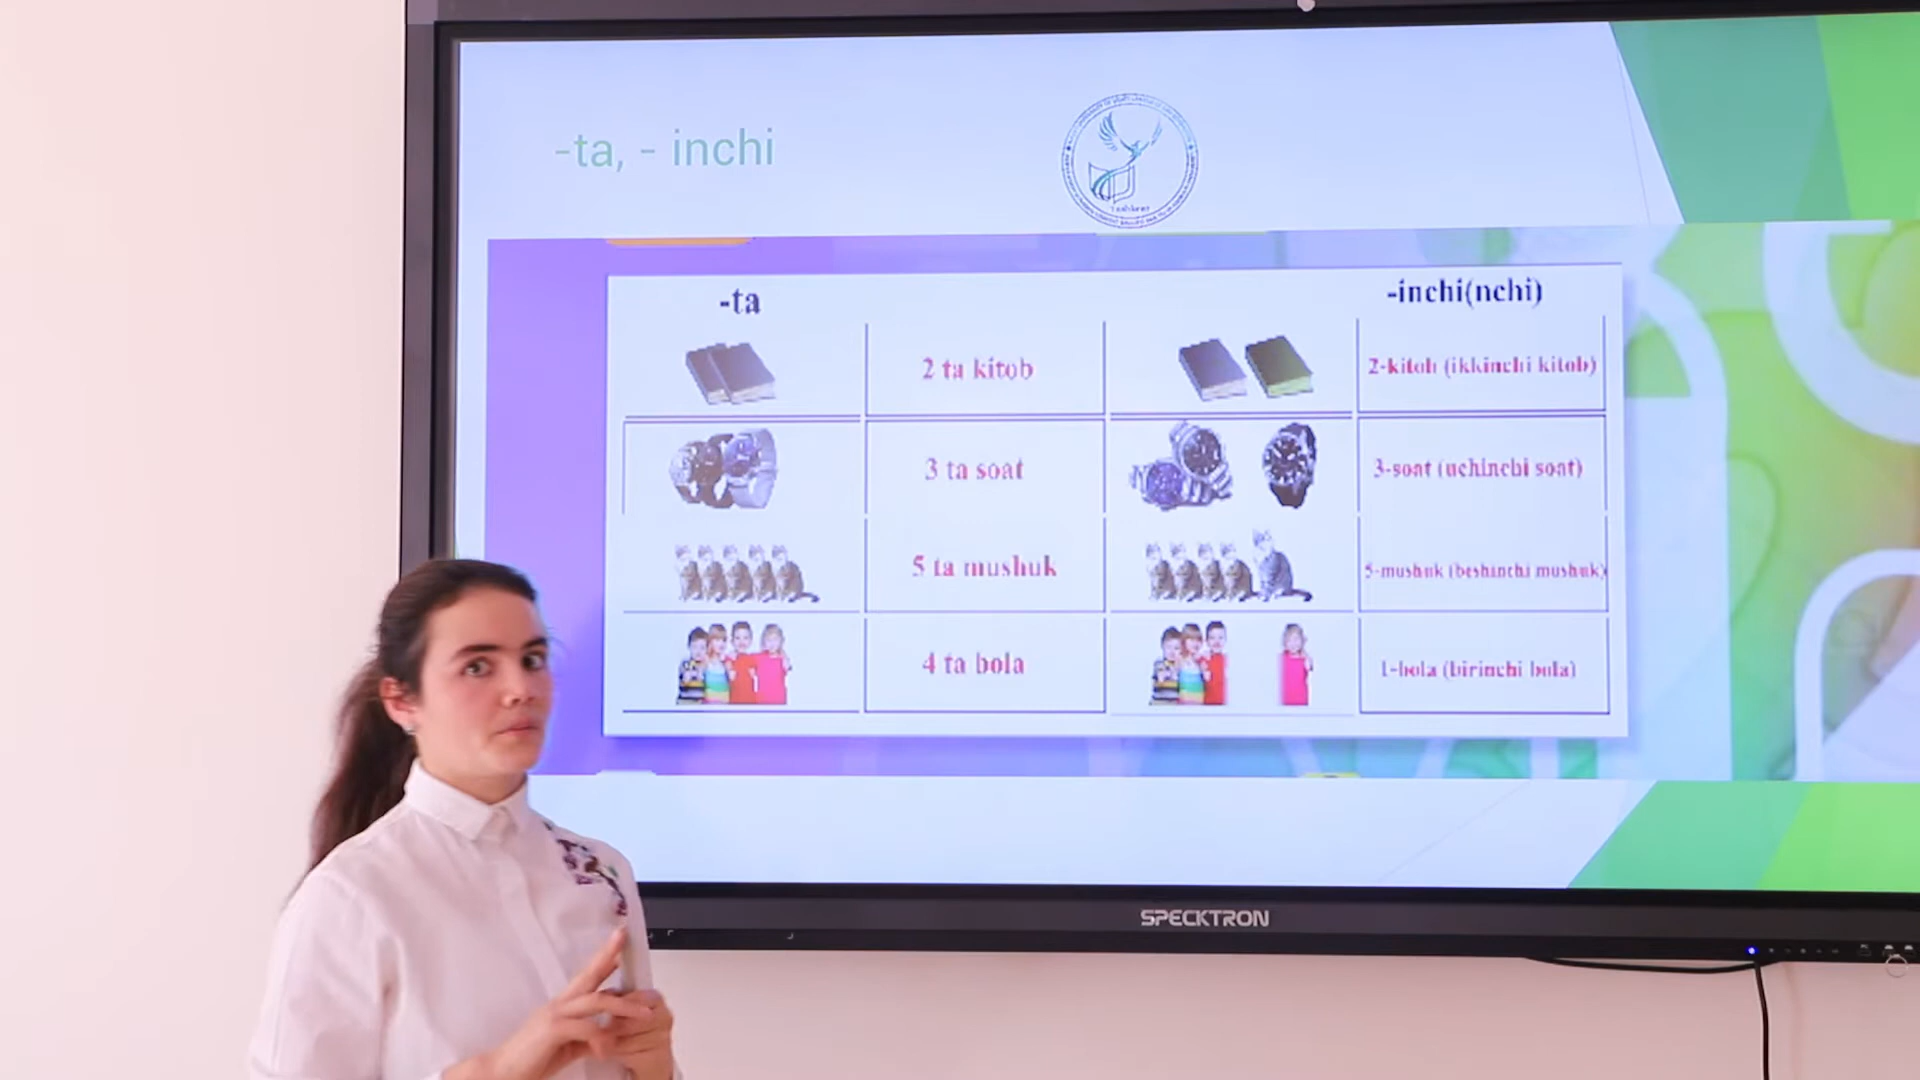 -ta, - inchi
-ta
-inchi(nchi)
2 ta kitob
2-kitob (ikkinchi kitob)
3 ta soat
3-soat (uchinchi soat)
5 ta mushuk
5-mushuk (beshinchi mushuk)
4 ta bola
1-bola (birinchi bola)
SPECKTRON